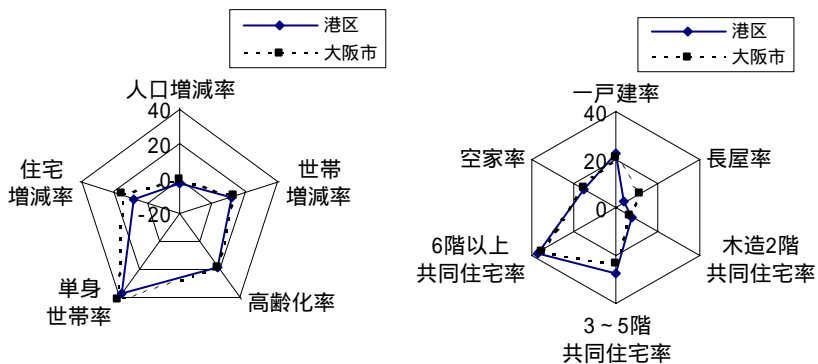 港区
大阪市
人口増減率
40
20
0
-20
世帯
増減率
高齢化率
単身
世帯率
住宅
増減率
港区
大阪市
一戸建率
40
20
0
長屋率
木造2階
共同住宅率
3～5階
共同住宅率
6階以上
共同住宅率
空家率